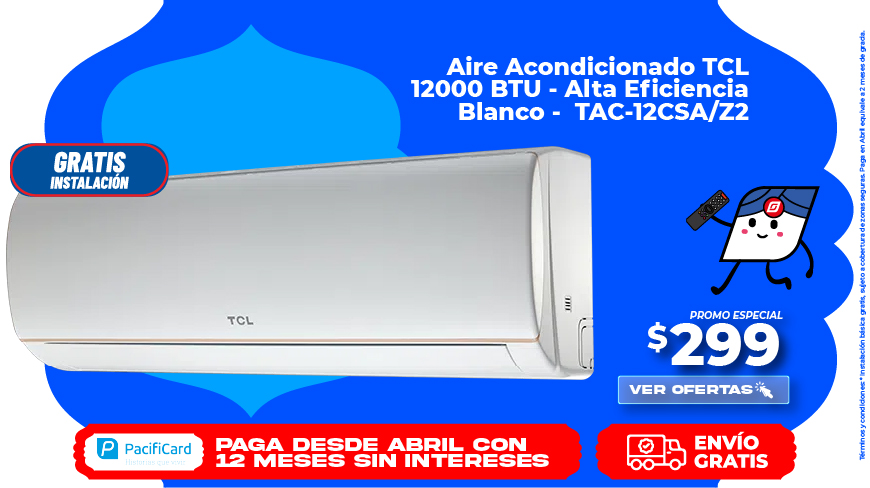 Aire Acondicionado TCL
12000 BTU - Alta Eficiencia
Blanco - TAC-12CSA/Z2
GRATIS
INSTALACIÓN
TCL
PROMO ESPECIAL
$299
VER OFERTAS
PacifiCard
PAGA DESDE ABRIL CON
12 MESES SIN INTERESES
ENVÍO
GRATIS
Términos y condiciones:* Instalación básica gratis, sujeto a cobertura de zonas seguras. Paga en Abril equivale a 2 meses de gracia.